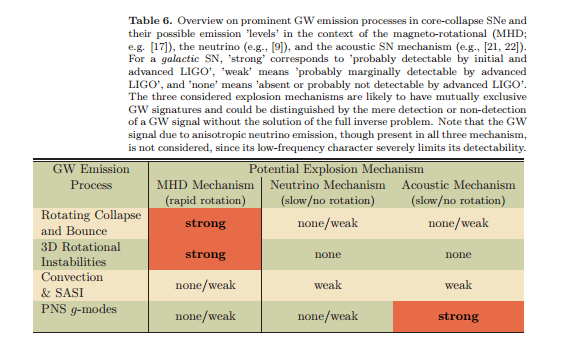 Table 6. Overview on prominent GW emission processes in core-collapse SNe and
their possible emission 'levels' in the context of the magneto-rotational (MHD;
e.g. [17]), the neutrino (e.g., [9]), and the acoustic SN mechanism (e.g., [21, 22]).
For a galactic SN, 'strong' corresponds to 'probably detectable by initial and
advanced LIGO', 'weak' means 'probably marginally detectable by advanced
LIGO', and 'none' means 'absent or probably not detectable by advanced LIGO'.
The three considered explosion mechanisms are likely to have mutually exclusive
GW signatures and could be distinguished by the mere detection or non-detection
of a GW signal without the solution of the full inverse problem. Note that the GW
signal due to anisotropic neutrino emission, though present in all three mechanism,
is not considered, since its low-frequency character severely limits its detectability.
GW Emission Potential Explosion Mechanism
Process MHD Mechanism Neutrino Mechanism Acoustic Mechanism
(rapid rotation) (slow/no rotation) (slow/no rotation)
Rotating Collapse
and Bounce strong none/weak none/weak
3D Rotational
Instabilities strong none none
Convection
& SASI none/weak weak weak
PNS g-modes none/weak none/weak strong